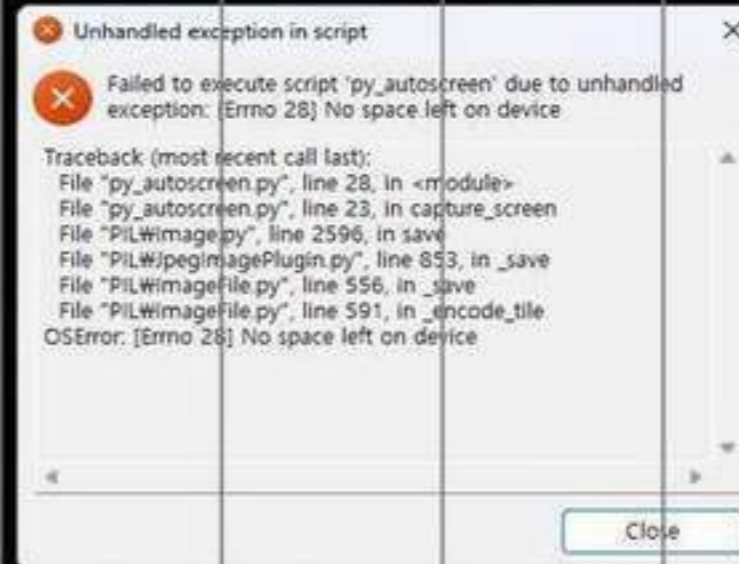 Unhandled exception in script
Failed to execute script 'py_autoscreen' due to unhandled
exception: [Errno 28] No space left on device
Traceback (most recent call last):
File "py_autoscreen.py", line 28, in <module>
File "py_autoscreen.py", line 23, in capture_screen
File "PIL₩Image.py", line 2596, in save
File "PIL₩JpegImagePlugin.py", line 853, in _save
File "PIL₩ImageFile.py", line 556, in _save
File "PIL₩ImageFile.py", line 591, in _encode_tile
OSError: [Errno 28] No space left on device
Close